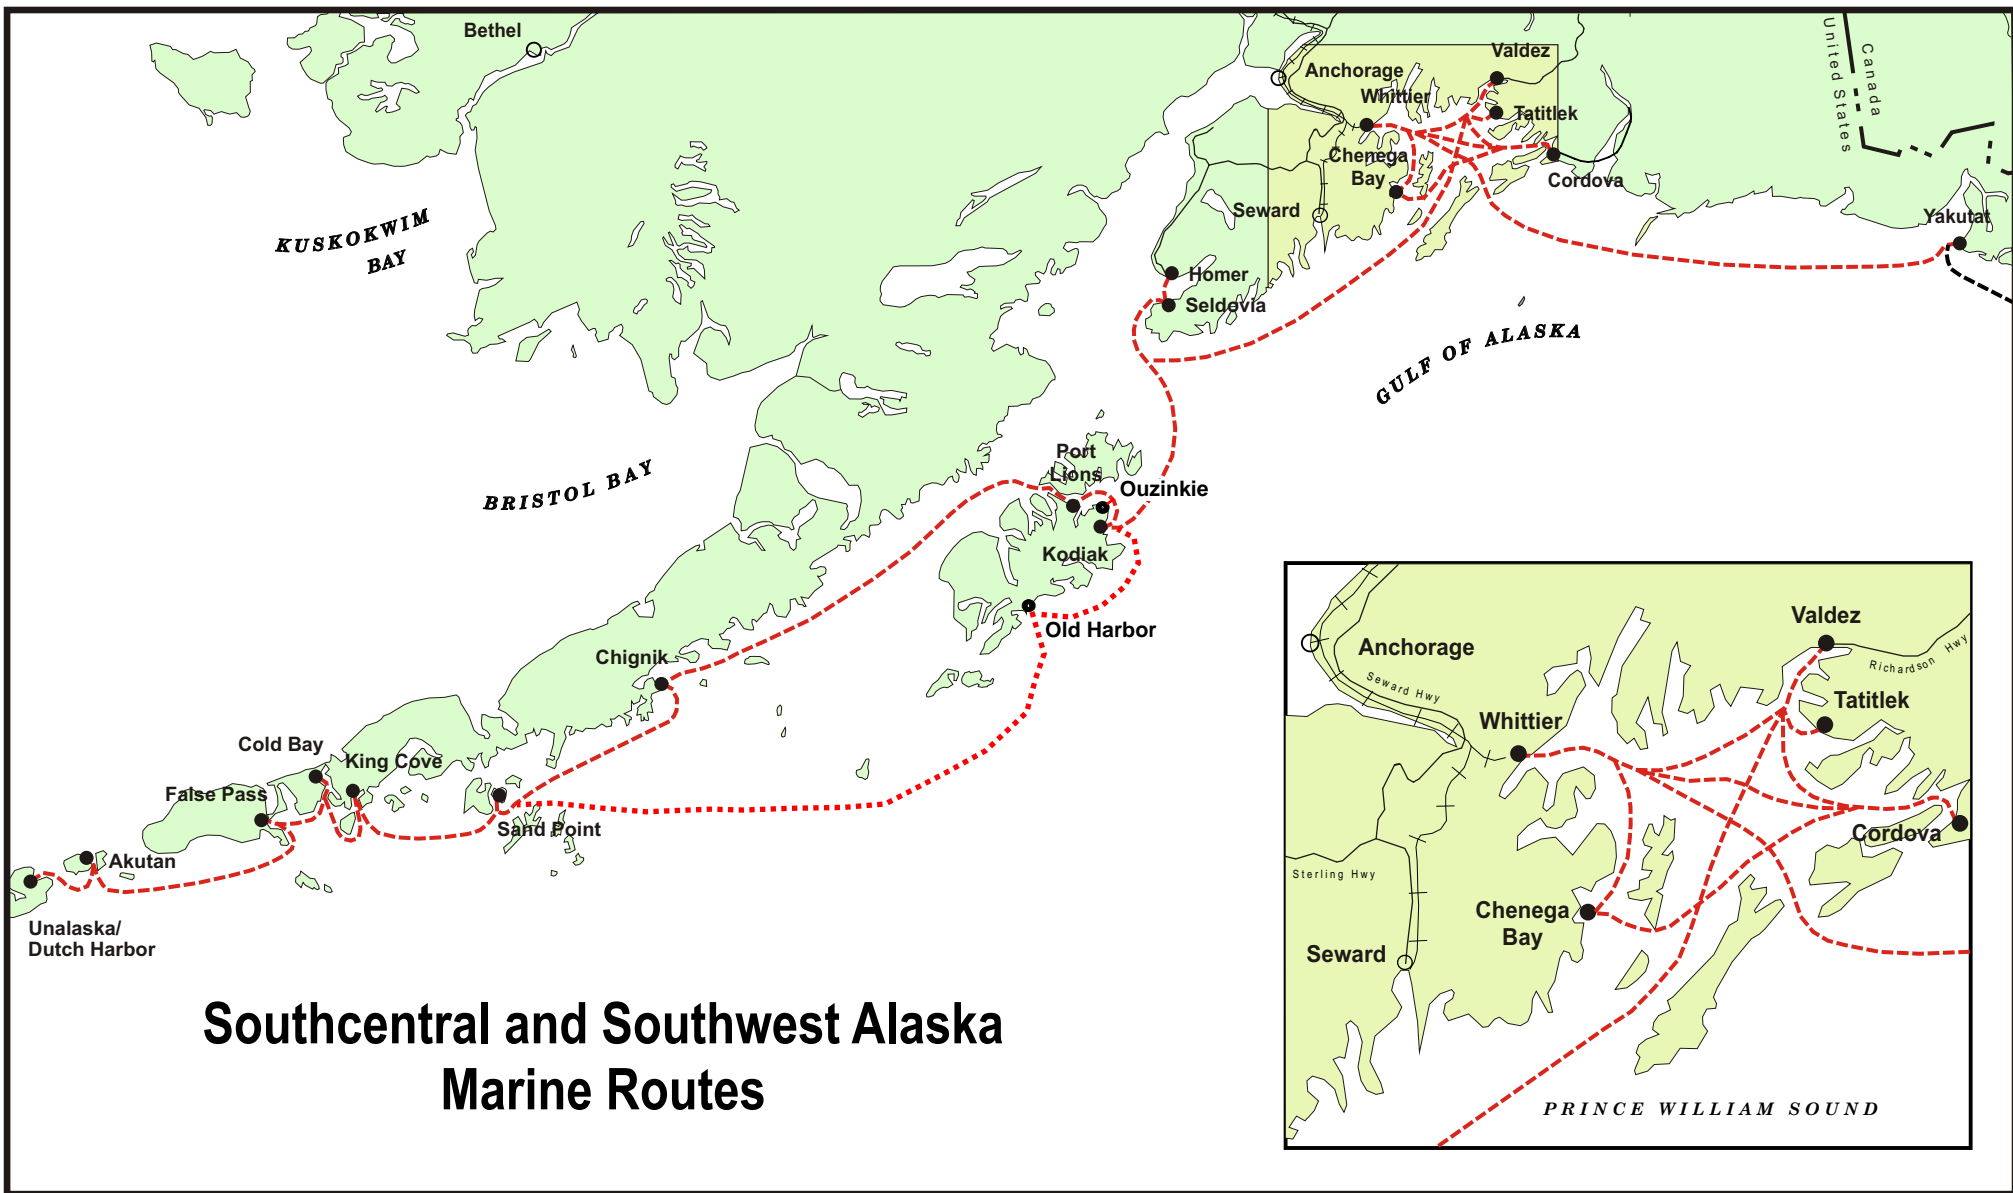 Bethel
Valdez
Anchorage
Whittier
Tatitlek
Canada
United States
Chenega
Bay
Cordova
Seward
Yakutat
KUSKOKWIM
BAY
Homer
Seldovia
GULF OF ALASKA
BRISTOL BAY
Port
Lions
Ouzinkie
Kodiak
Old Harbor
Chignik
Cold Bay
King Cove
False Pass
Sand Point
Akutan
Unalaska/
Dutch Harbor
Southcentral and Southwest Alaska
Marine Routes
Valdez
Anchorage
Richardson Hwy
Seward Hwy
Tatitlek
Whittier
Cordova
Sterling Hwy
Chenega
Bay
Seward
PRINCE WILLIAM SOUND